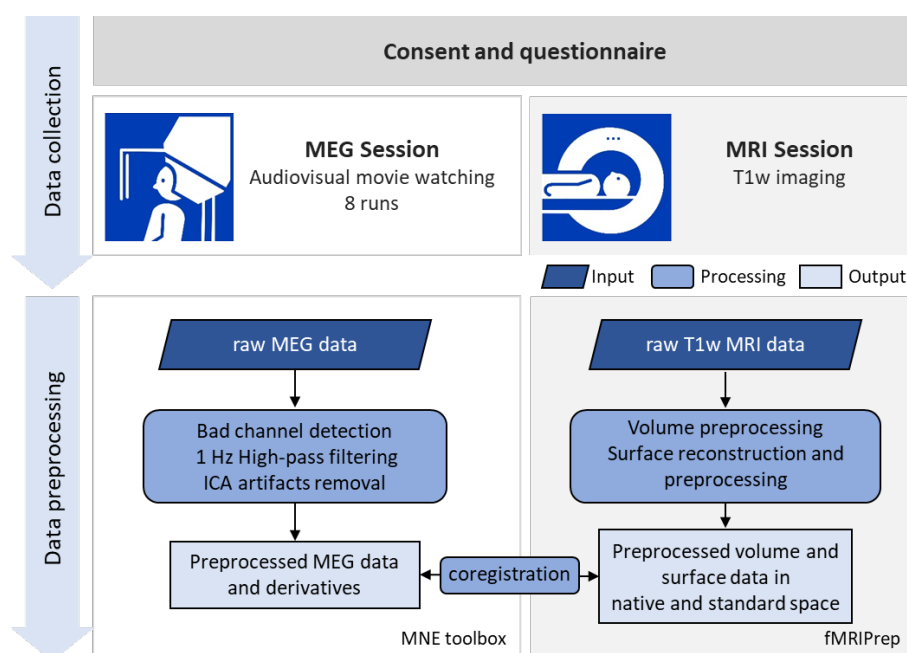 Data collection
Consent and questionnaire
MEG Session
Audiovisual movie watching
8 runs
MRI Session
T1w imaging
Input
Processing
Output
Data preprocessing
raw MEG data
Bad channel detection
1 Hz High-pass filtering
ICA artifacts removal
Preprocessed MEG data
and derivatives
MNE toolbox
coregistration
raw T1w MRI data
Volume preprocessing
Surface reconstruction and
preprocessing
Preprocessed volume and
surface data in
native and standard space
fMRIPrep